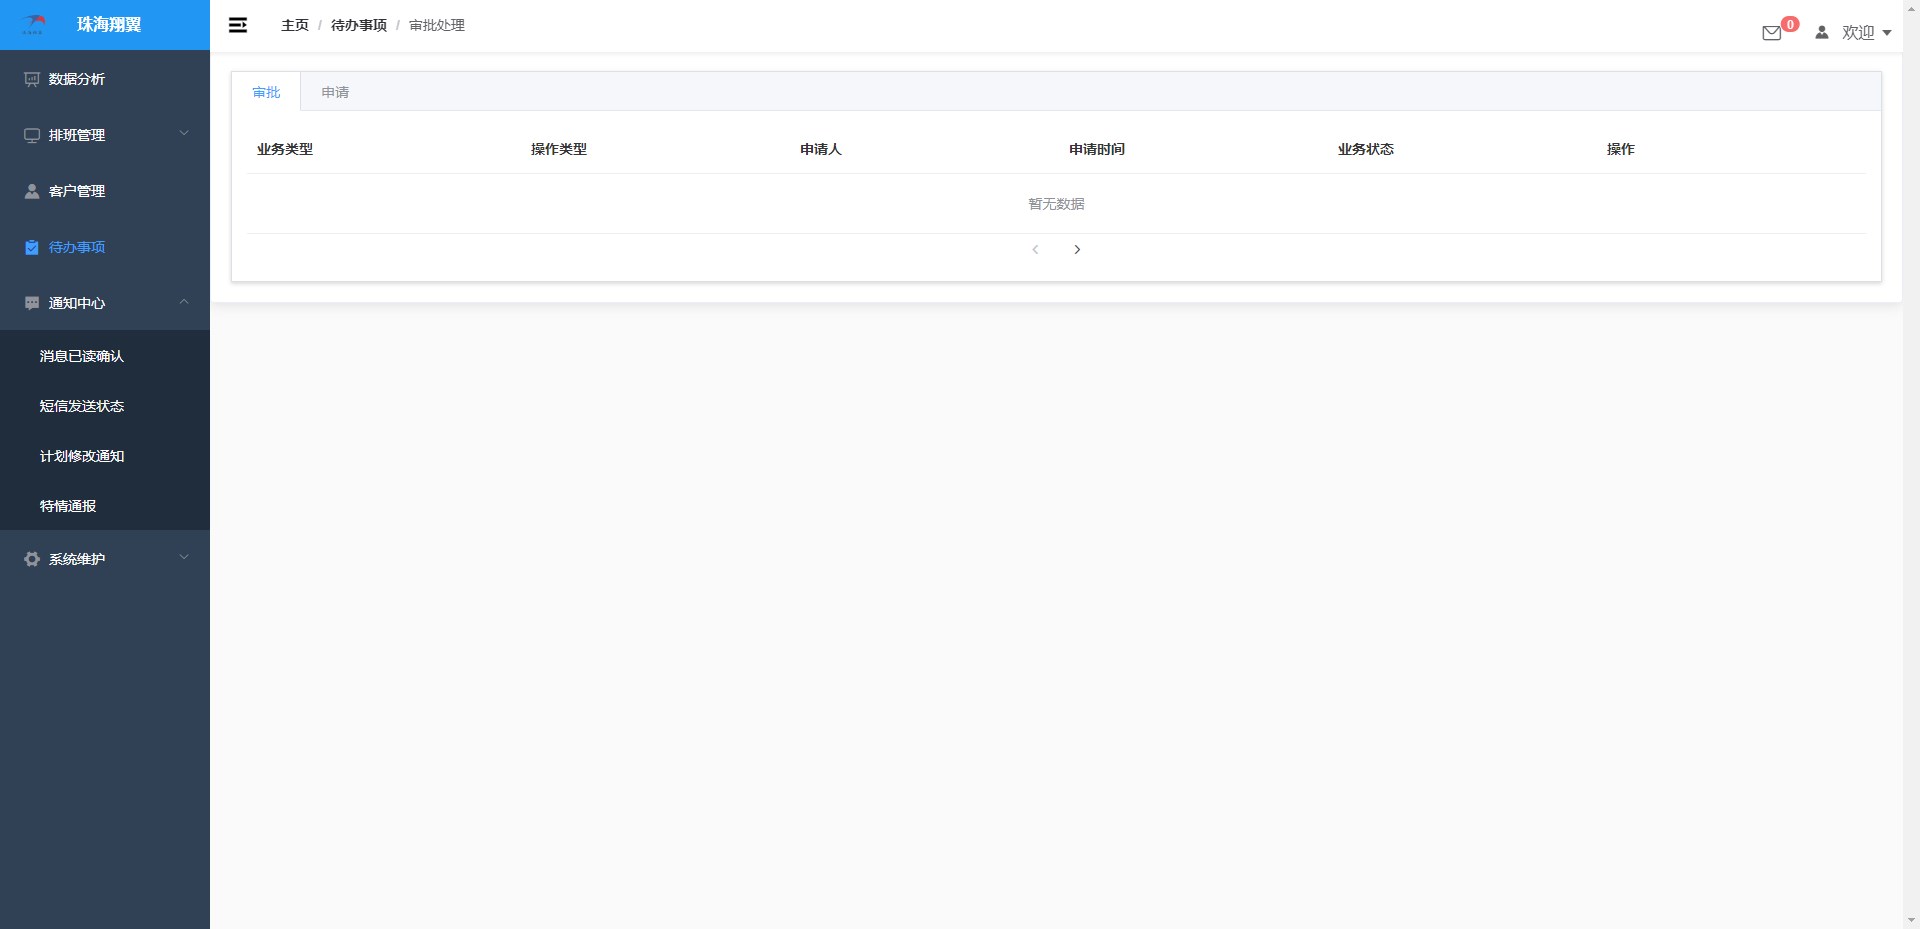 珠海翔翼
主页 / 待办事项 / 审批处理
0
欢迎
数据分析
排班管理
客户管理
待办事项
通知中心
消息已读确认
短信发送状态
计划修改通知
特情通报
系统维护
审批 申请
业务类型 操作类型 申请人 申请时间 业务状态 操作
暂无数据